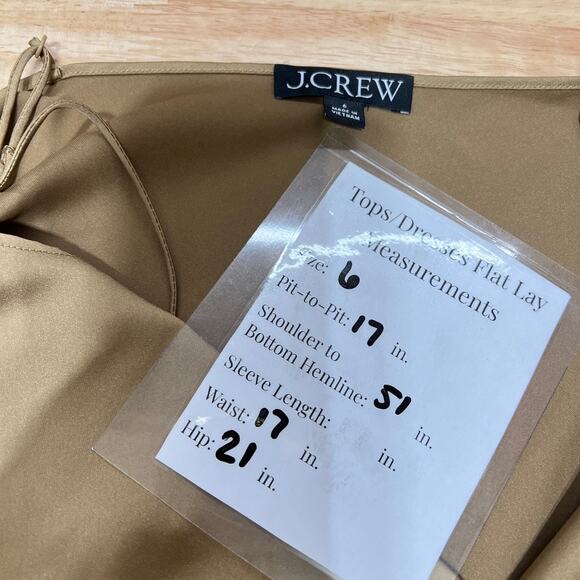 J.CREW
6
MADE IN
VIETNAM
Tops/Dresses Flat Lay
Measurements
Size: 6
Pit-to-Pit: 17 in.
Shoulder to
Bottom Hemline: 51 in.
Sleeve Length: in.
Waist: 17 in.
Hip: 21 in.